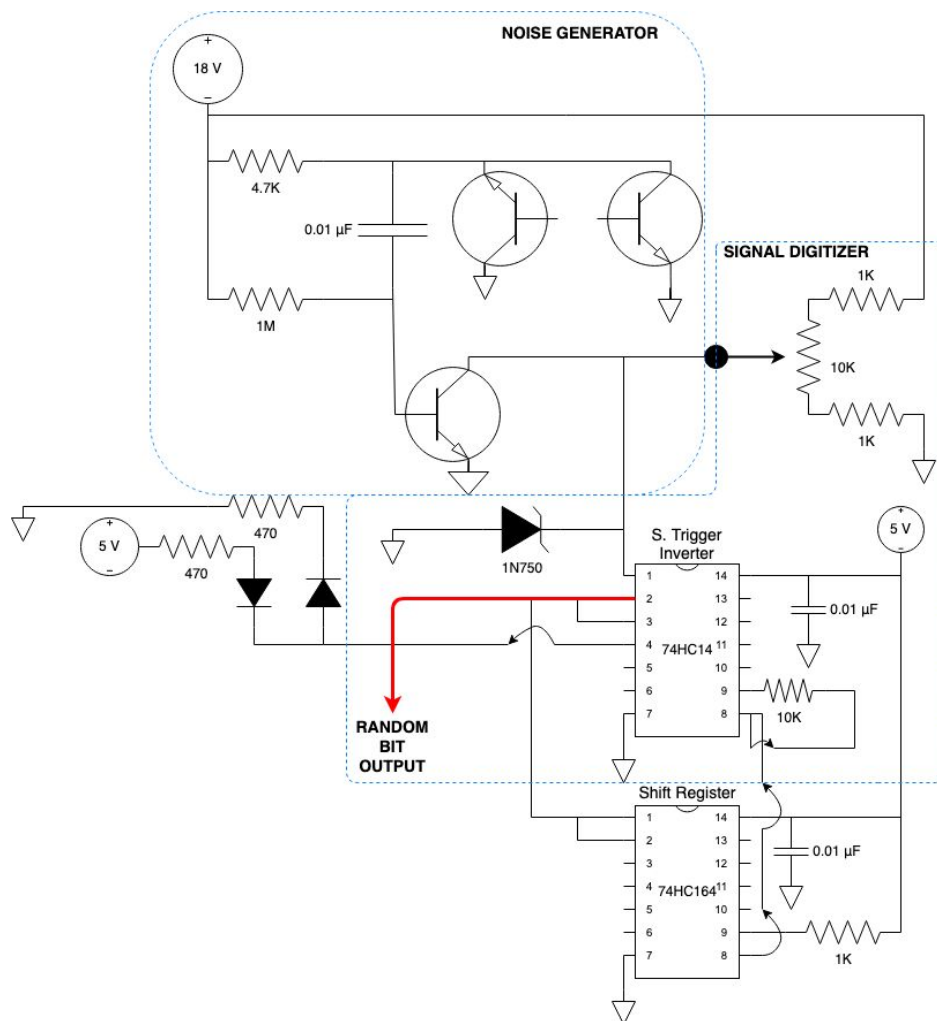 NOISE GENERATOR
+
18 V
−
4.7K
0.01 µF
1M
SIGNAL DIGITIZER
1K
10K
1K
470
+
5 V
−
470
1N750
S. Trigger
Inverter
+
5 V
−
1 14
2 13
3 12
4 74HC14 11
5 10
6 9
7 8
0.01 µF
10K
RANDOM
BIT
OUTPUT
Shift Register
1 14
2 13
3 12
4 74HC164 11
5 10
6 9
7 8
0.01 µF
1K